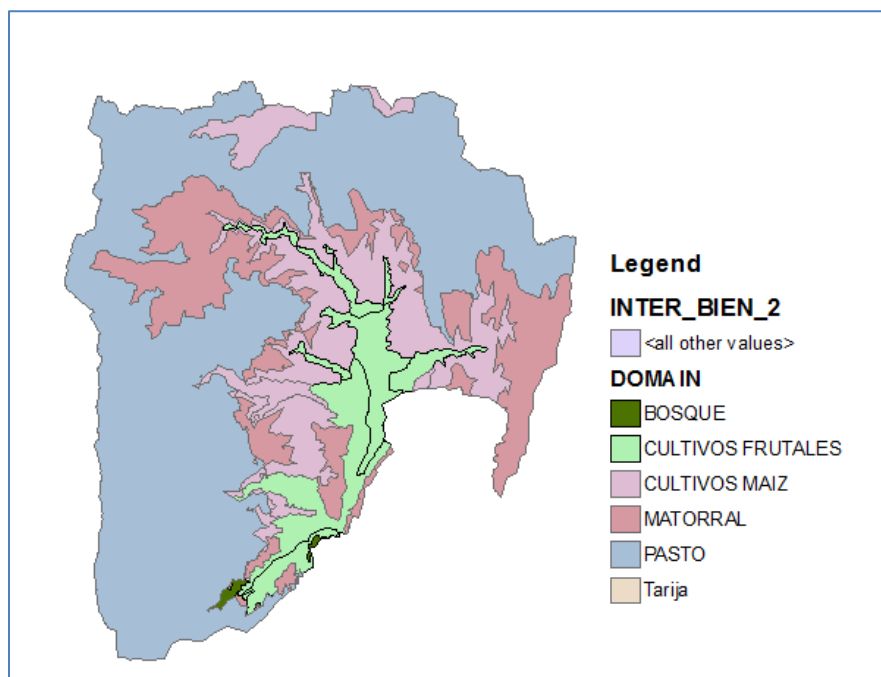 Legend
INTER_BIEN_2
<all other values>
DOMAIN
BOSQUE
CULTIVOS FRUTALES
CULTIVOS MAIZ
MATORRAL
PASTO
Tarija